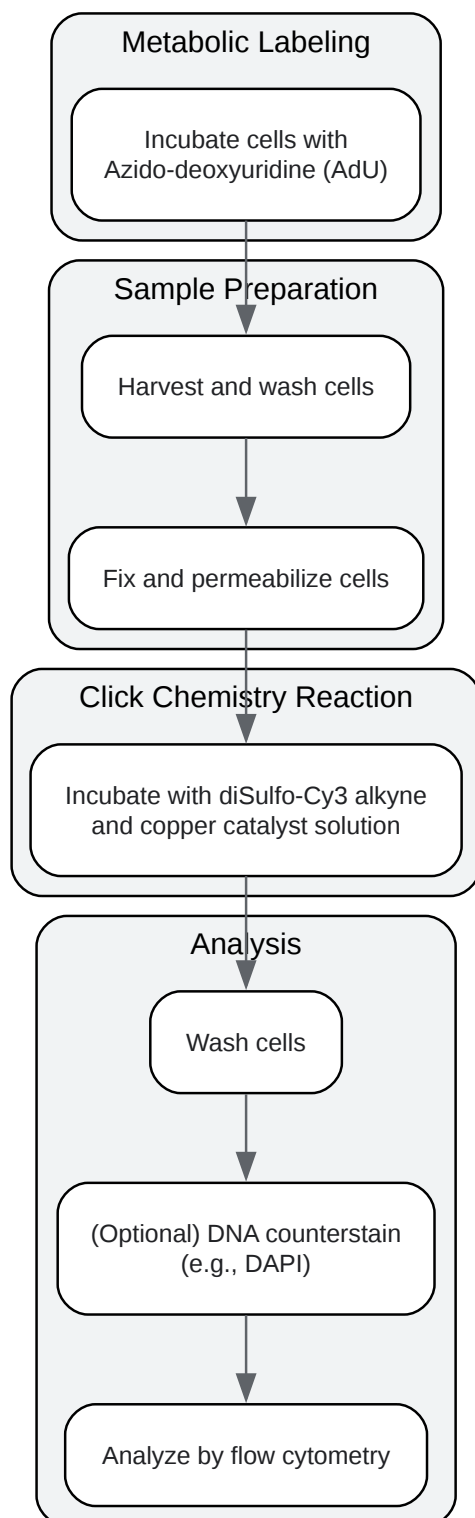 Metabolic Labeling
Incubate cells with
Azido-deoxyuridine (AdU)
Sample Preparation
Harvest and wash cells
Fix and permeabilize cells
Click Chemistry Reaction
Incubate with diSulfo-Cy3 alkyne
and copper catalyst solution
Analysis
Wash cells
(Optional) DNA counterstain
(e.g., DAPI)
Analyze by flow cytometry